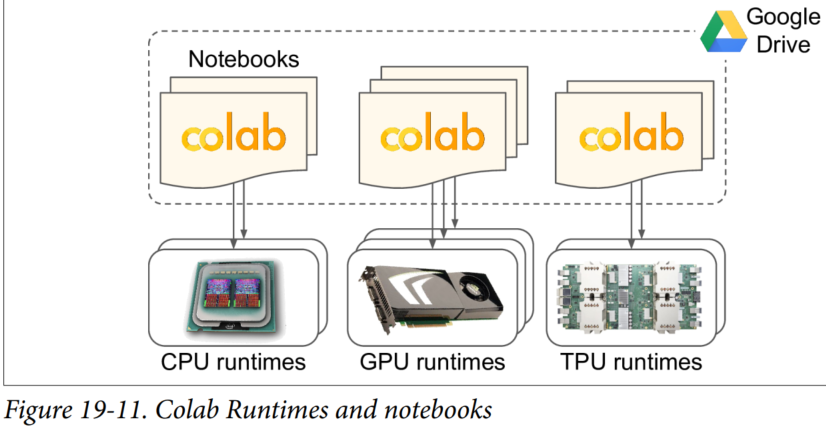 Google
Drive
Notebooks
colab
colab
colab
CPU runtimes
GPU runtimes
TPU runtimes
Figure 19-11. Colab Runtimes and notebooks